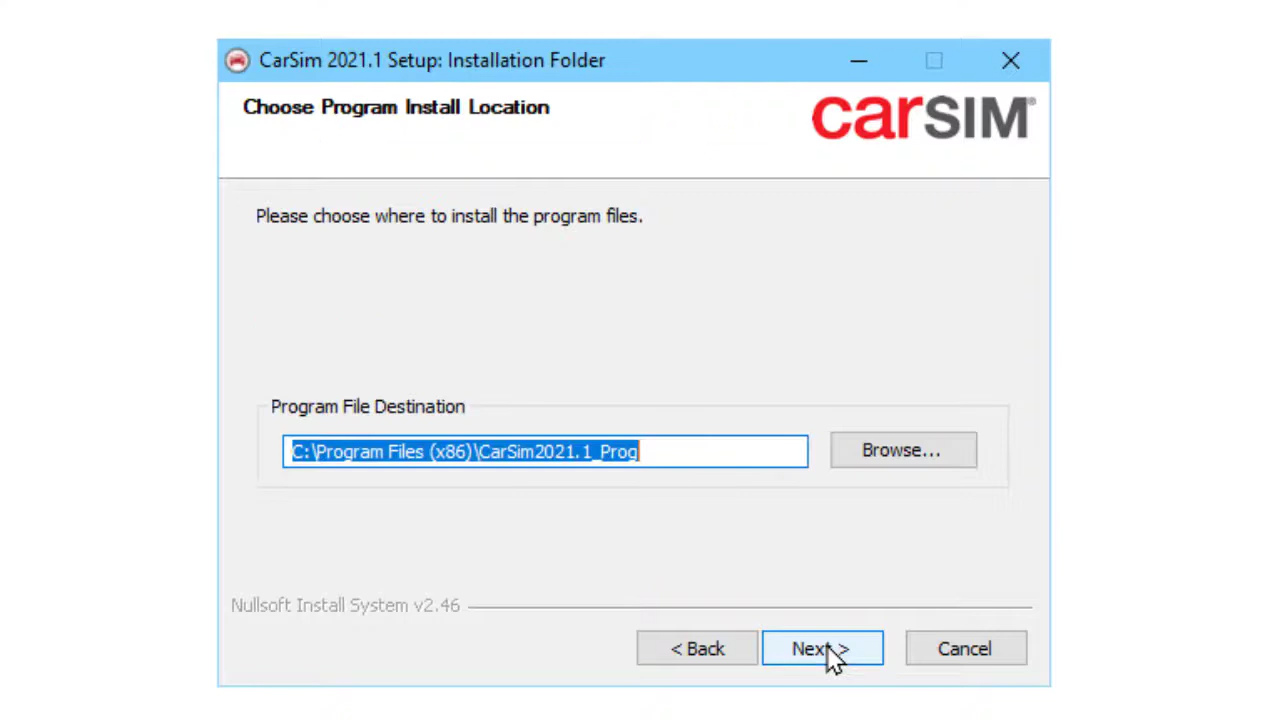 CarSim 2021.1 Setup: Installation Folder
Choose Program Install Location
carSIM®
Please choose where to install the program files.
Program File Destination
C:\Program Files (x86)\CarSim2021.1_Prog
Browse...
Nullsoft Install System v2.46
< Back
Next >
Cancel